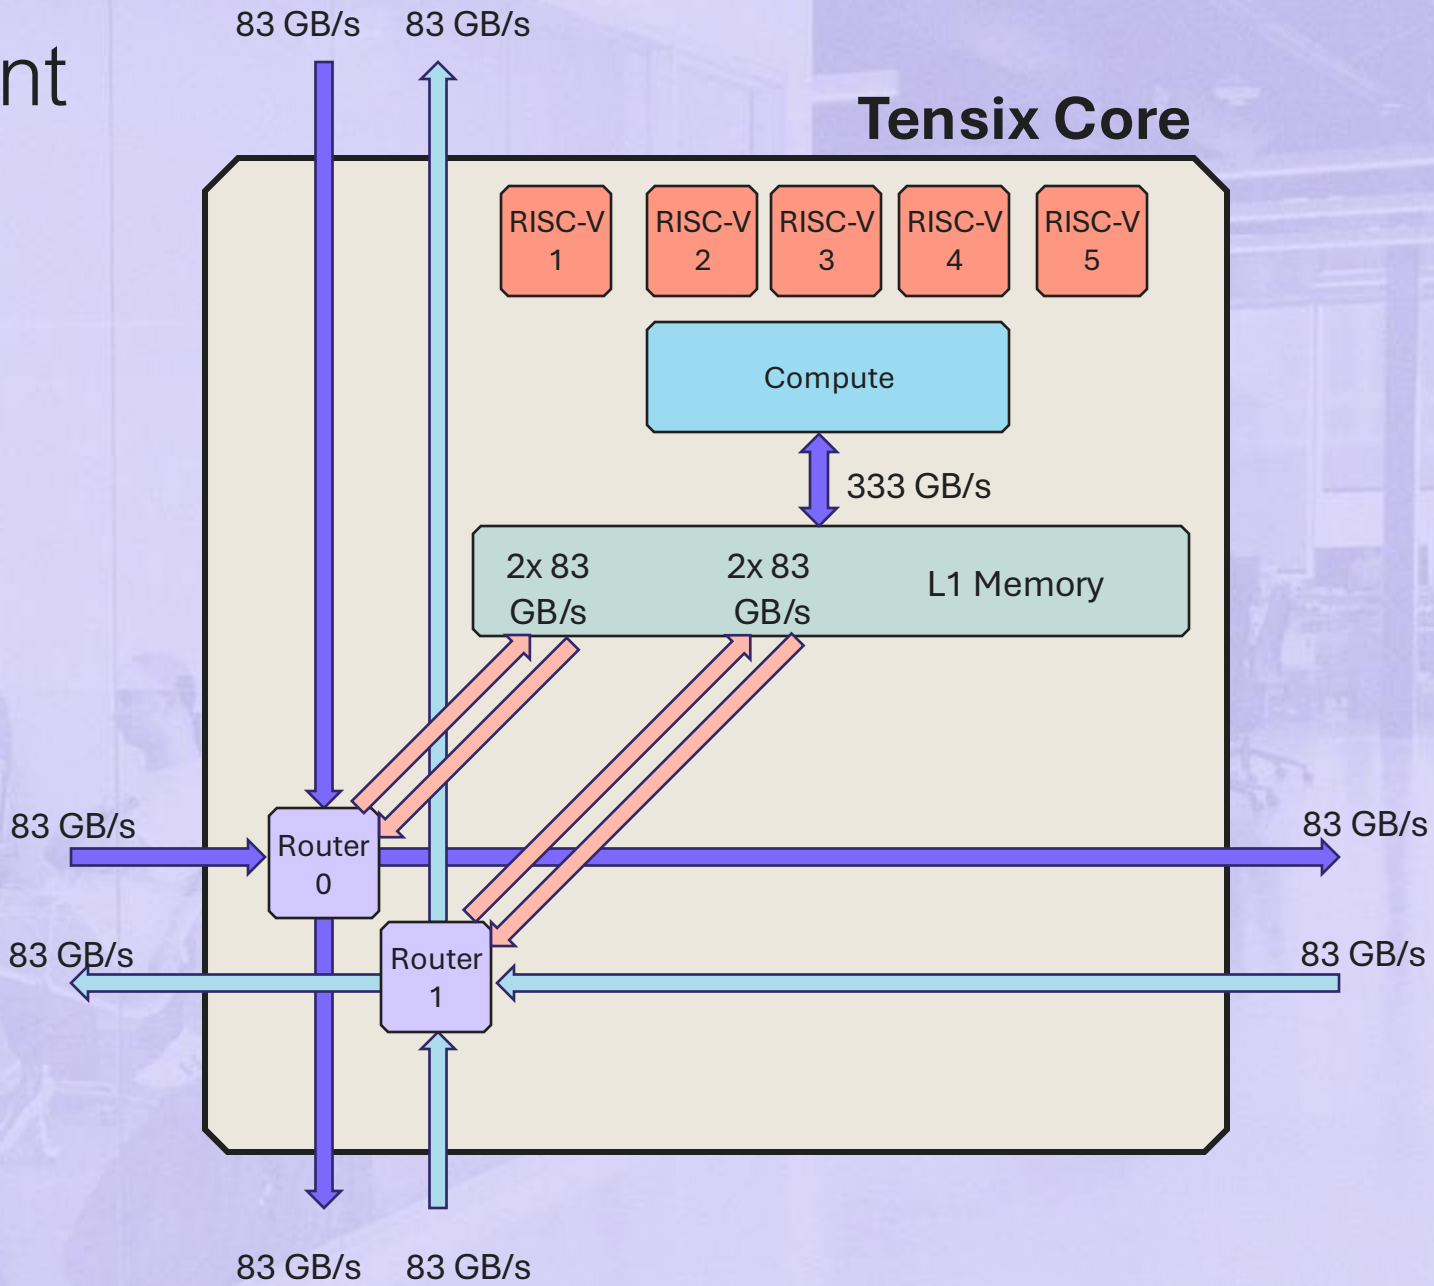 83 GB/s 83 GB/s
nt
Tensix Core
RISC-V
1
RISC-V
2
RISC-V
3
RISC-V
4
RISC-V
5
Compute
333 GB/s
2x 83
GB/s
2x 83
GB/s
L1 Memory
83 GB/s
Router
0
83 GB/s
83 GB/s
Router
1
83 GB/s
83 GB/s 83 GB/s